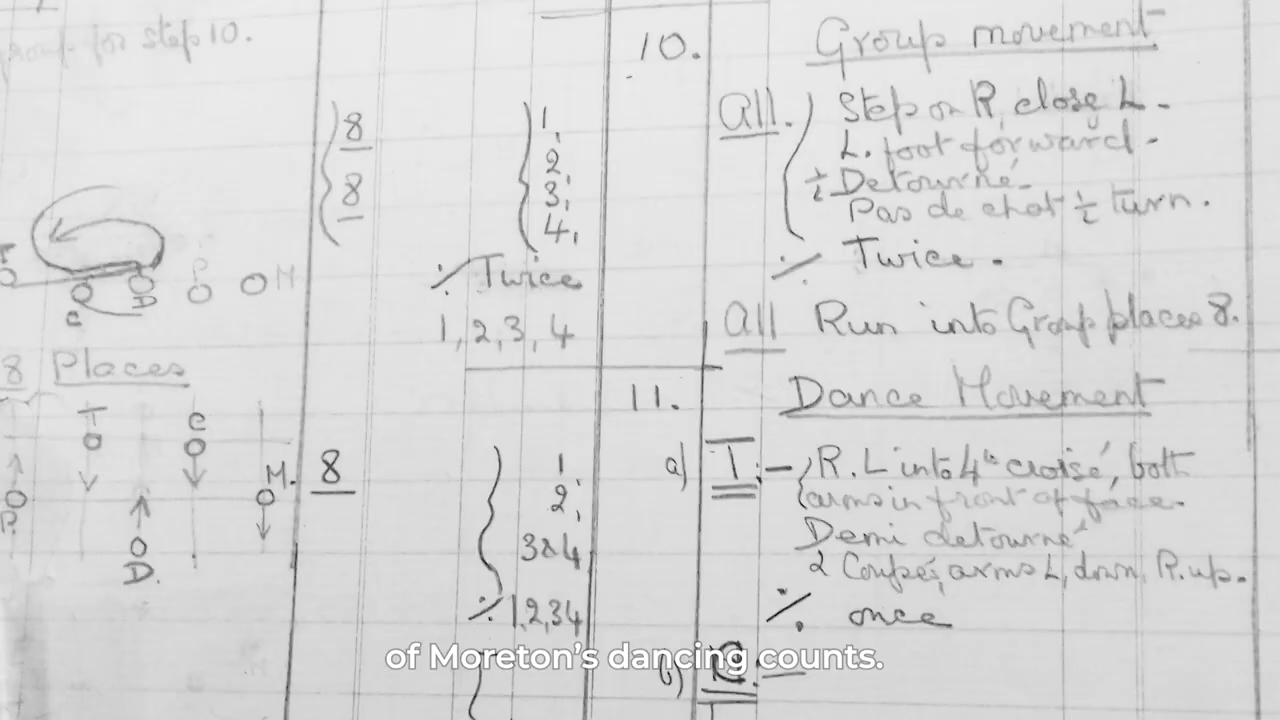 group for step 10.
10. Group movement
8 1, All. Step on R, close L.
2, L. foot forward.
8 3, ½ Detourné.
4, Pas de chat ½ turn.
⁒ Twice ⁒ Twice.
1, 2, 3, 4 All Run into Group places 8.
C D P M
8 Places
11. Dance Movement
T C
8 1, a) T:– R. L into 4th croisé, both
M. 2, arms in front of face.
P. 3&4 Demi detourné
D. 2 Coupés, arms L, down, R. up.
⁒ 1,2,34 ⁒ once
of Moreton's dancing counts.
b)